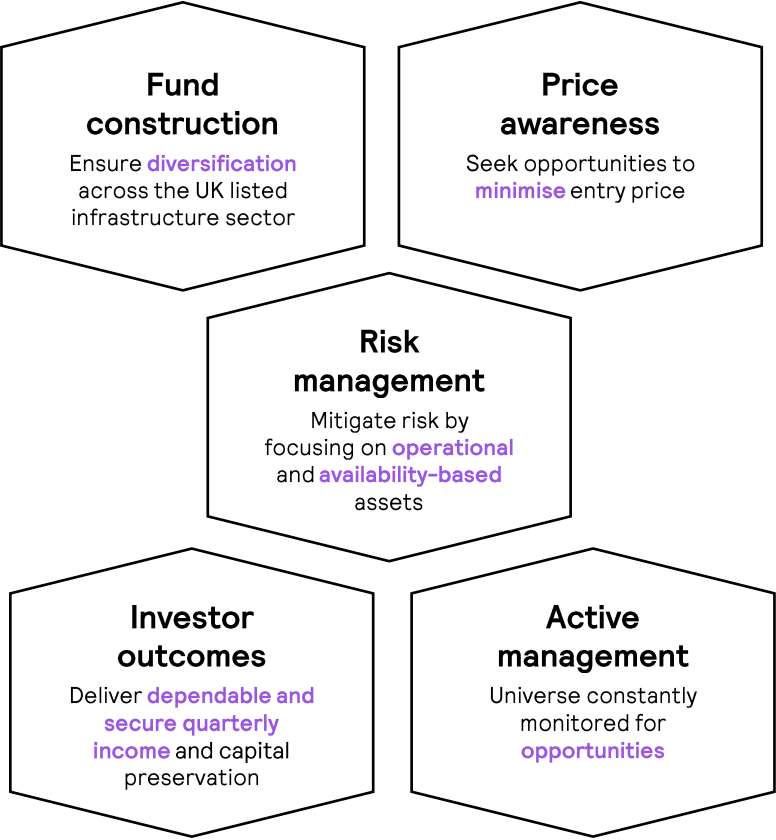 Fund
construction
Ensure diversification
across the UK listed
infrastructure sector
Price
awareness
Seek opportunities to
minimise entry price
Risk
management
Mitigate risk by
focusing on operational
and availability-based
assets
Investor
outcomes
Deliver dependable and
secure quarterly
income and capital
preservation
Active
management
Universe constantly
monitored for
opportunities